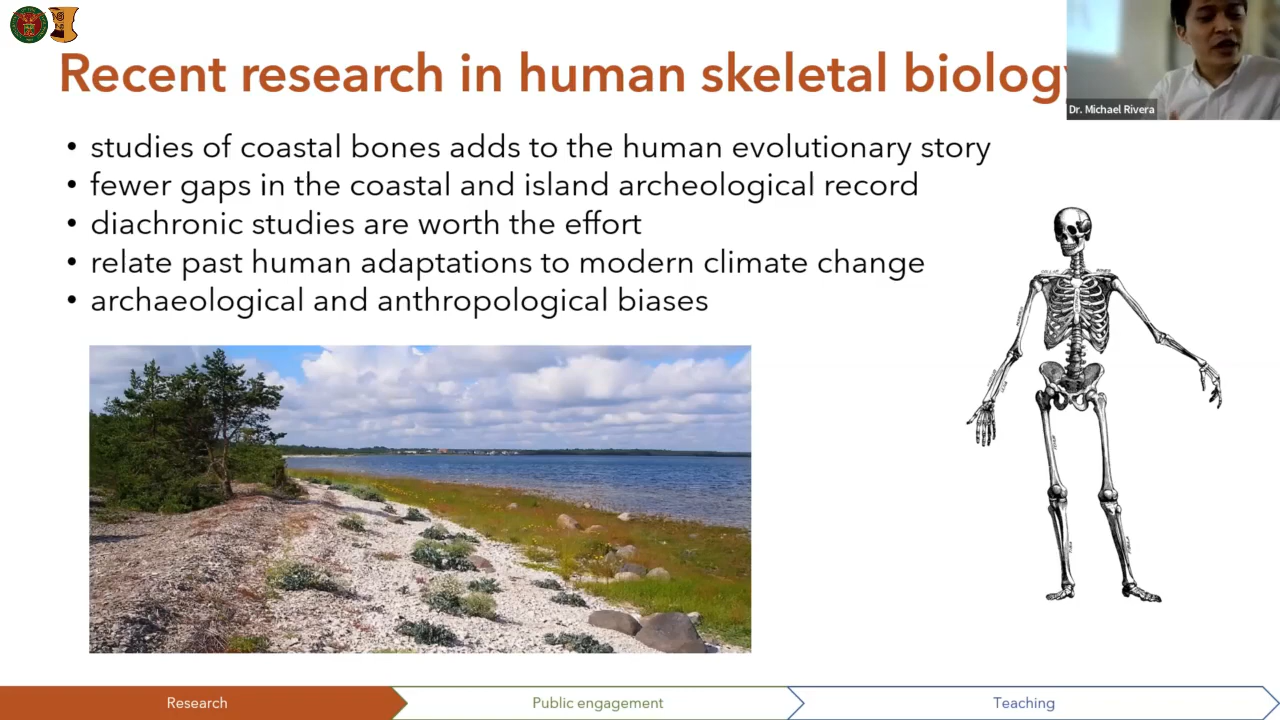 Recent research in human skeletal biology
Dr. Michael Rivera
• studies of coastal bones adds to the human evolutionary story
• fewer gaps in the coastal and island archeological record
• diachronic studies are worth the effort
• relate past human adaptations to modern climate change
• archaeological and anthropological biases
Research
Public engagement
Teaching